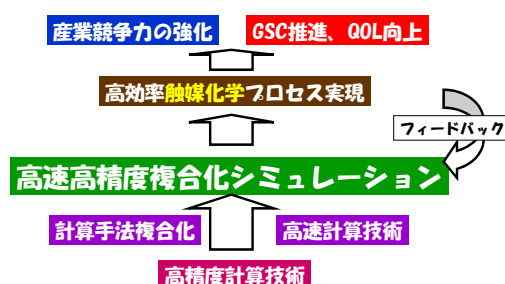 産業競争力の強化
GSC推進、QOL向上
高効率触媒化学プロセス実現
フィードバック
高速高精度複合化シミュレーション
計算手法複合化
高速計算技術
高精度計算技術